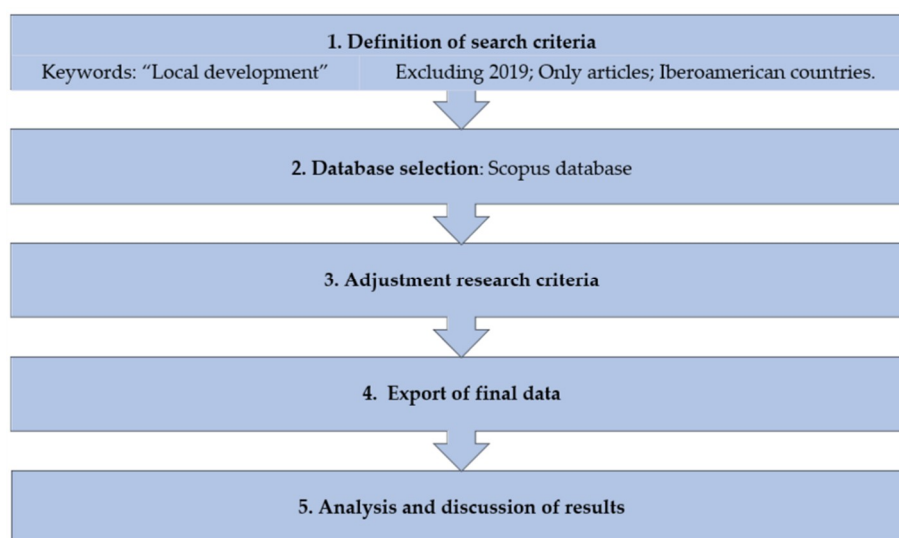 1. Definition of search criteria
Keywords: “Local development” Excluding 2019; Only articles; Iberoamerican countries.
2. Database selection: Scopus database
3. Adjustment research criteria
4. Export of final data
5. Analysis and discussion of results